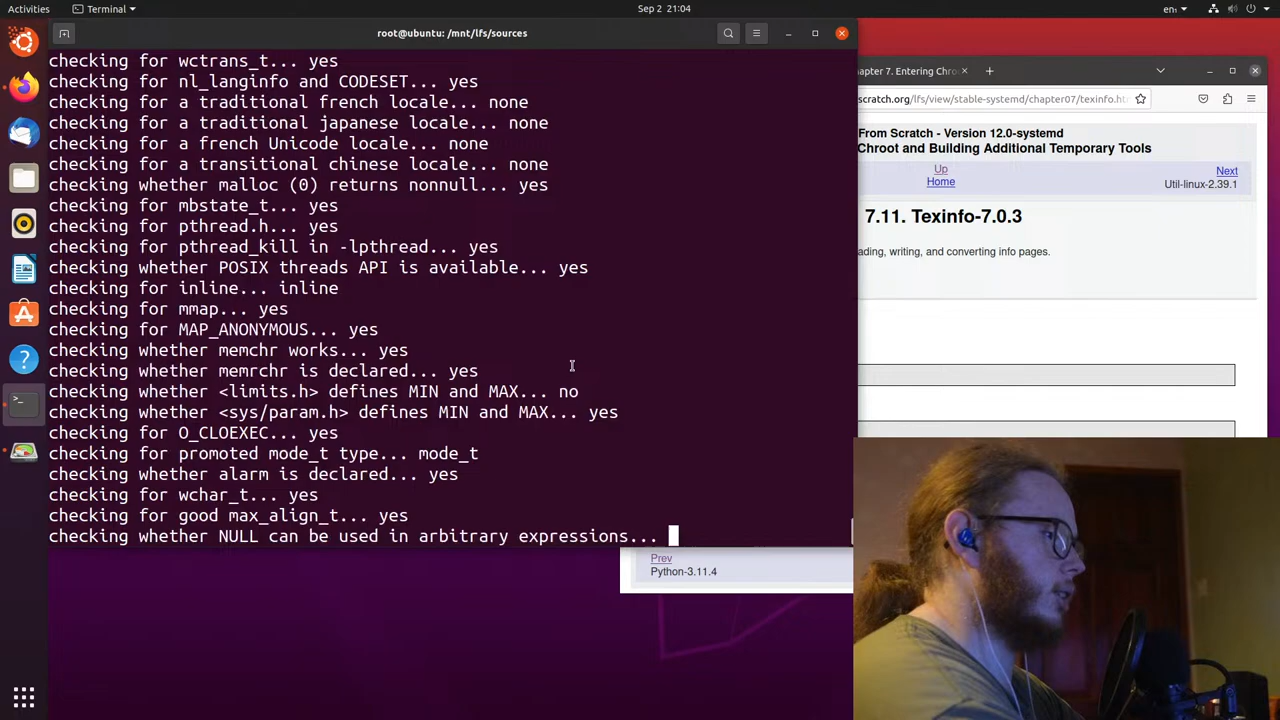 Activities
Terminal
Sep 2 21:04
en
root@ubuntu: /mnt/lfs/sources
checking for wctrans_t... yes
checking for nl_langinfo and CODESET... yes
checking for a traditional french locale... none
checking for a traditional japanese locale... none
checking for a french Unicode locale... none
checking for a transitional chinese locale... none
checking whether malloc (0) returns nonnull... yes
checking for mbstate_t... yes
checking for pthread.h... yes
checking for pthread_kill in -lpthread... yes
checking whether POSIX threads API is available... yes
checking for inline... inline
checking for mmap... yes
checking for MAP_ANONYMOUS... yes
checking whether memchr works... yes
checking whether memrchr is declared... yes
checking whether <limits.h> defines MIN and MAX... no
checking whether <sys/param.h> defines MIN and MAX... yes
checking for O_CLOEXEC... yes
checking for promoted mode_t type... mode_t
checking whether alarm is declared... yes
checking for wchar_t... yes
checking for good max_align_t... yes
checking whether NULL can be used in arbitrary expressions...
chapter 7. Entering Chro
scratch.org/lfs/view/stable-systemd/chapter07/texinfo.htm
From Scratch - Version 12.0-systemd
Chroot and Building Additional Temporary Tools
Up
Next
Home
Util-linux-2.39.1
7.11. Texinfo-7.0.3
ading, writing, and converting info pages.
Prev
Python-3.11.4